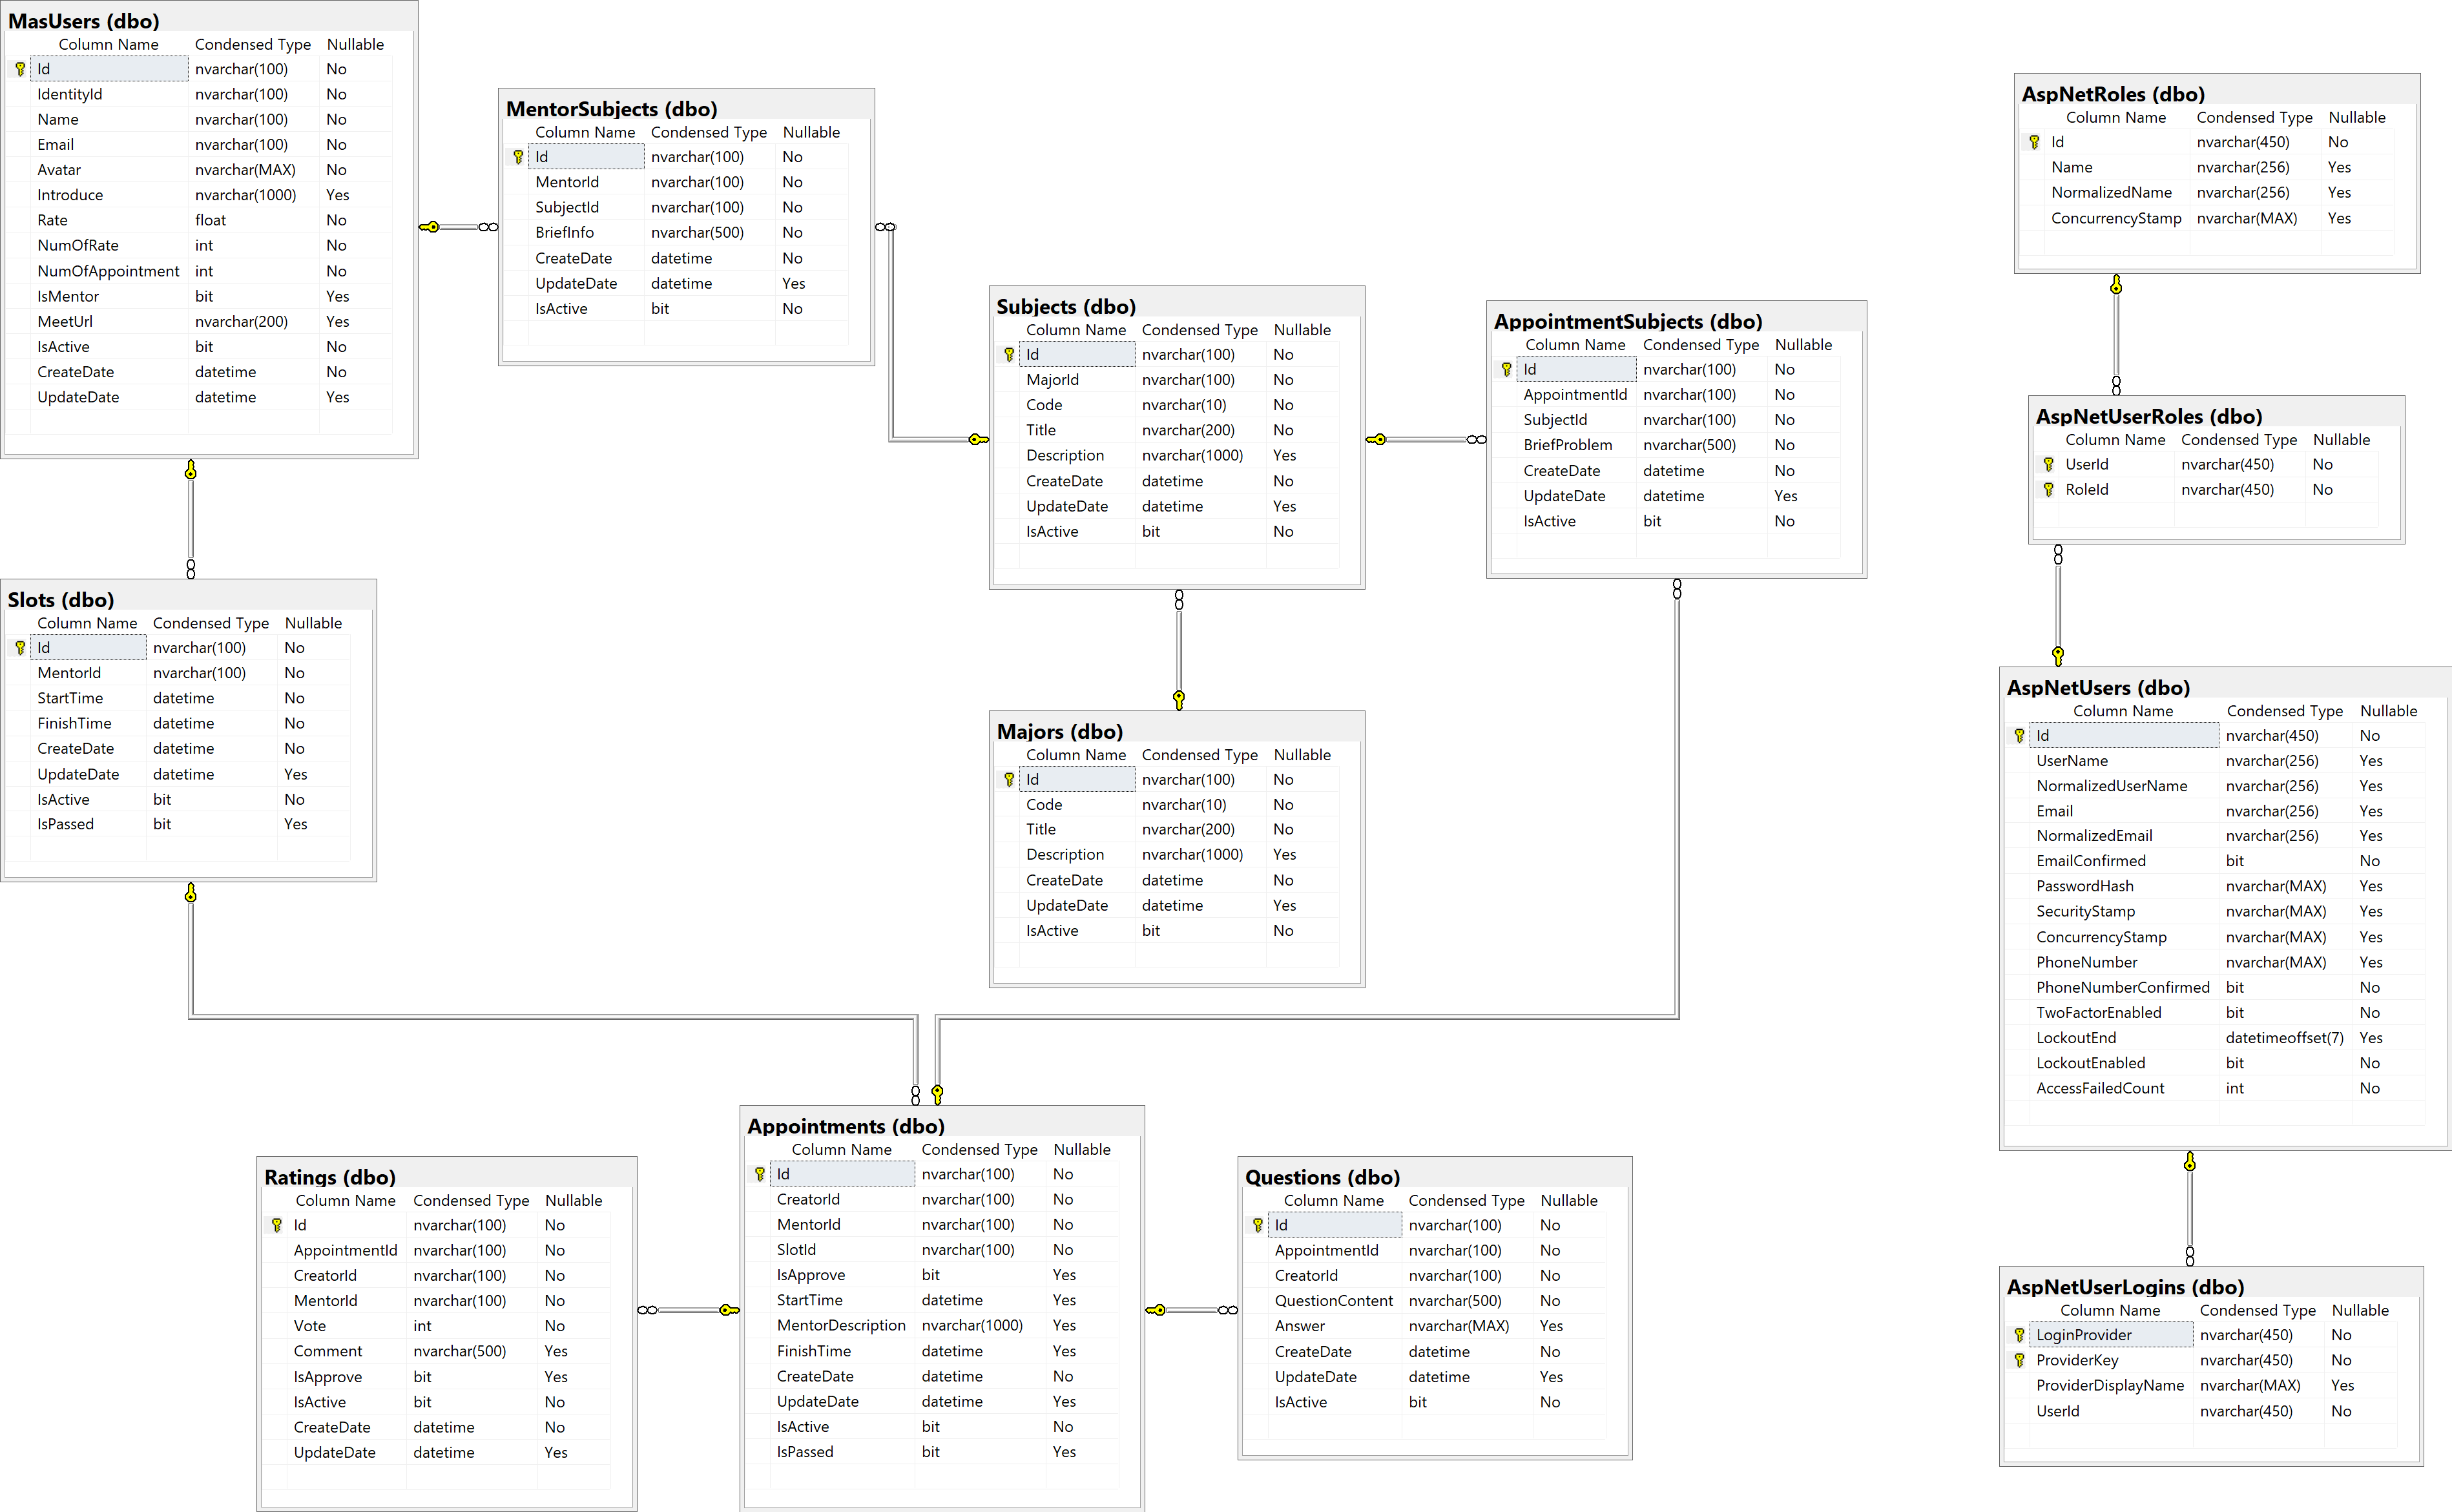 MasUsers (dbo)
Column Name Condensed Type Nullable
Id nvarchar(100) No
IdentityId nvarchar(100) No
Name nvarchar(100) No
Email nvarchar(100) No
Avatar nvarchar(MAX) No
Introduce nvarchar(1000) Yes
Rate float No
NumOfRate int No
NumOfAppointment int No
IsMentor bit Yes
MeetUrl nvarchar(200) Yes
IsActive bit No
CreateDate datetime No
UpdateDate datetime Yes
MentorSubjects (dbo)
Column Name Condensed Type Nullable
Id nvarchar(100) No
MentorId nvarchar(100) No
SubjectId nvarchar(100) No
BriefInfo nvarchar(500) No
CreateDate datetime No
UpdateDate datetime Yes
IsActive bit No
Subjects (dbo)
Column Name Condensed Type Nullable
Id nvarchar(100) No
MajorId nvarchar(100) No
Code nvarchar(10) No
Title nvarchar(200) No
Description nvarchar(1000) Yes
CreateDate datetime No
UpdateDate datetime Yes
IsActive bit No
AppointmentSubjects (dbo)
Column Name Condensed Type Nullable
Id nvarchar(100) No
AppointmentId nvarchar(100) No
SubjectId nvarchar(100) No
BriefProblem nvarchar(500) No
CreateDate datetime No
UpdateDate datetime Yes
IsActive bit No
AspNetRoles (dbo)
Column Name Condensed Type Nullable
Id nvarchar(450) No
Name nvarchar(256) Yes
NormalizedName nvarchar(256) Yes
ConcurrencyStamp nvarchar(MAX) Yes
AspNetUserRoles (dbo)
Column Name Condensed Type Nullable
UserId nvarchar(450) No
RoleId nvarchar(450) No
Slots (dbo)
Column Name Condensed Type Nullable
Id nvarchar(100) No
MentorId nvarchar(100) No
StartTime datetime No
FinishTime datetime No
CreateDate datetime No
UpdateDate datetime Yes
IsActive bit No
IsPassed bit Yes
Majors (dbo)
Column Name Condensed Type Nullable
Id nvarchar(100) No
Code nvarchar(10) No
Title nvarchar(200) No
Description nvarchar(1000) Yes
CreateDate datetime No
UpdateDate datetime Yes
IsActive bit No
AspNetUsers (dbo)
Column Name Condensed Type Nullable
Id nvarchar(450) No
UserName nvarchar(256) Yes
NormalizedUserName nvarchar(256) Yes
Email nvarchar(256) Yes
NormalizedEmail nvarchar(256) Yes
EmailConfirmed bit No
PasswordHash nvarchar(MAX) Yes
SecurityStamp nvarchar(MAX) Yes
ConcurrencyStamp nvarchar(MAX) Yes
PhoneNumber nvarchar(MAX) Yes
PhoneNumberConfirmed bit No
TwoFactorEnabled bit No
LockoutEnd datetimeoffset(7) Yes
LockoutEnabled bit No
AccessFailedCount int No
Ratings (dbo)
Column Name Condensed Type Nullable
Id nvarchar(100) No
AppointmentId nvarchar(100) No
CreatorId nvarchar(100) No
MentorId nvarchar(100) No
Vote int No
Comment nvarchar(500) Yes
IsApprove bit Yes
IsActive bit No
CreateDate datetime No
UpdateDate datetime Yes
Appointments (dbo)
Column Name Condensed Type Nullable
Id nvarchar(100) No
CreatorId nvarchar(100) No
MentorId nvarchar(100) No
SlotId nvarchar(100) No
IsApprove bit Yes
StartTime datetime Yes
MentorDescription nvarchar(1000) Yes
FinishTime datetime Yes
CreateDate datetime No
UpdateDate datetime Yes
IsActive bit No
IsPassed bit Yes
Questions (dbo)
Column Name Condensed Type Nullable
Id nvarchar(100) No
AppointmentId nvarchar(100) No
CreatorId nvarchar(100) No
QuestionContent nvarchar(500) No
Answer nvarchar(MAX) Yes
CreateDate datetime No
UpdateDate datetime Yes
IsActive bit No
AspNetUserLogins (dbo)
Column Name Condensed Type Nullable
LoginProvider nvarchar(450) No
ProviderKey nvarchar(450) No
ProviderDisplayName nvarchar(MAX) Yes
UserId nvarchar(450) No